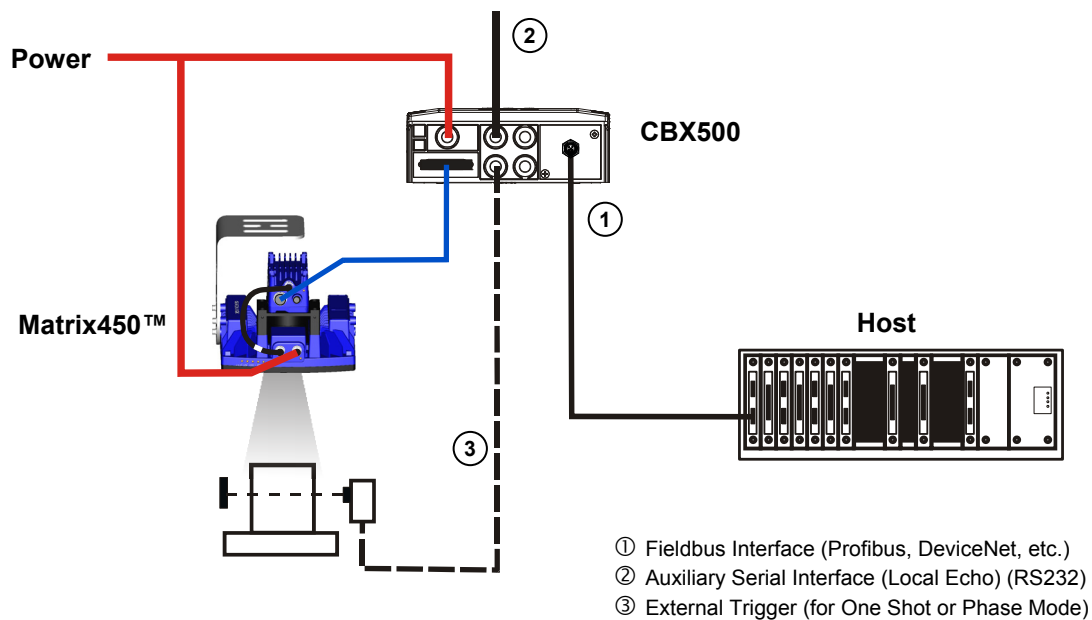 Power
②
CBX500
①
Matrix450™
Host
③
① Fieldbus Interface (Profibus, DeviceNet, etc.)
② Auxiliary Serial Interface (Local Echo) (RS232)
③ External Trigger (for One Shot or Phase Mode)